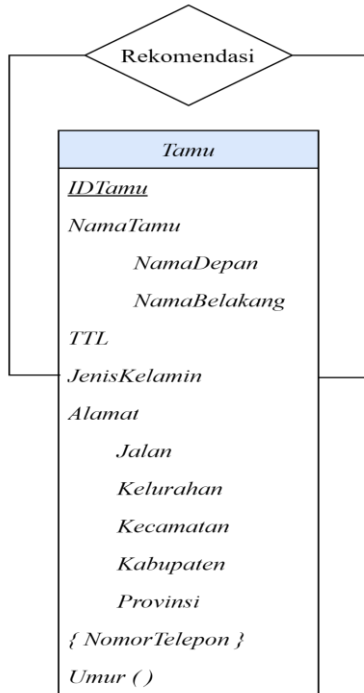 Rekomendasi
Tamu
IDTamu
NamaTamu
NamaDepan
NamaBelakang
TTL
JenisKelamin
Alamat
Jalan
Kelurahan
Kecamatan
Kabupaten
Provinsi
{ NomorTelepon }
Umur ( )